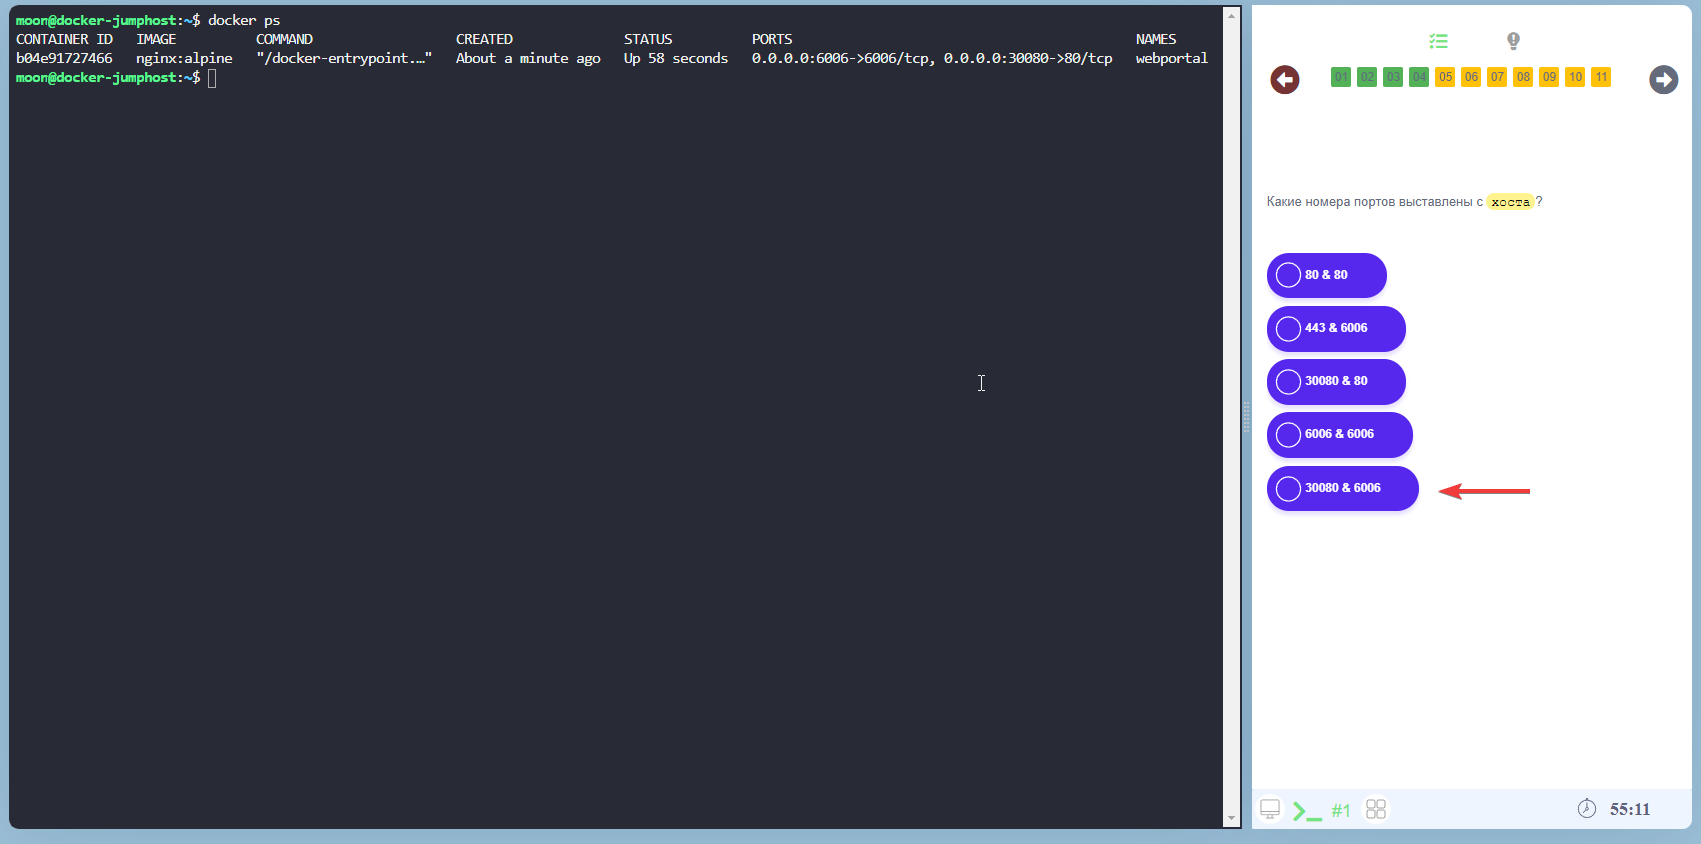 moon@docker-jumphost:~$ docker ps
CONTAINER ID IMAGE COMMAND CREATED STATUS PORTS NAMES
b04e91727466 nginx:alpine "/docker-entrypoint.…" About a minute ago Up 58 seconds 0.0.0.0:6006->6006/tcp, 0.0.0.0:30080->80/tcp webportal
moon@docker-jumphost:~$
01 02 03 04 05 06 07 08 09 10 11
Какие номера портов выставлены с хоста?
80 & 80
443 & 6006
30080 & 80
6006 & 6006
30080 & 6006
#1 55:11